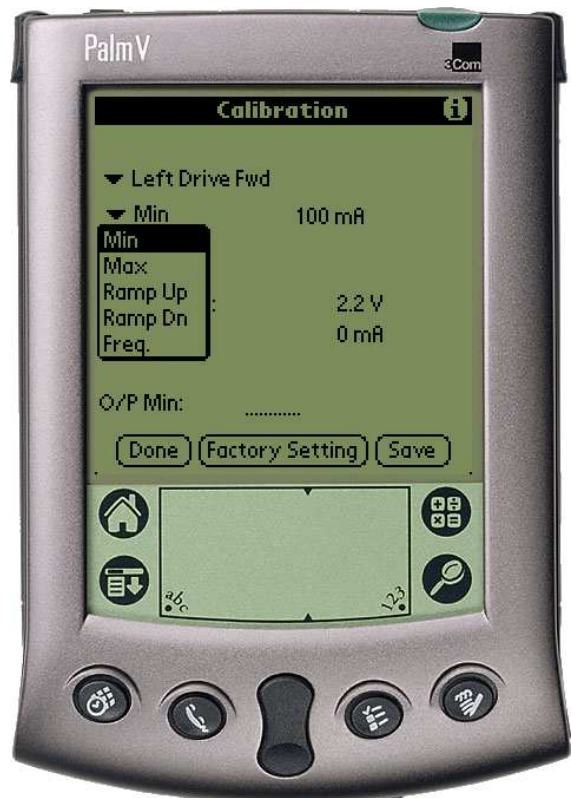 PalmV
3Com
Calibration i
Left Drive Fwd
Min 100 mA
Min
Max
Ramp Up
Ramp Dn
Freq.
: 2.2 V
0 mA
O/P Min: ............
Done Factory Setting Save
abc 123